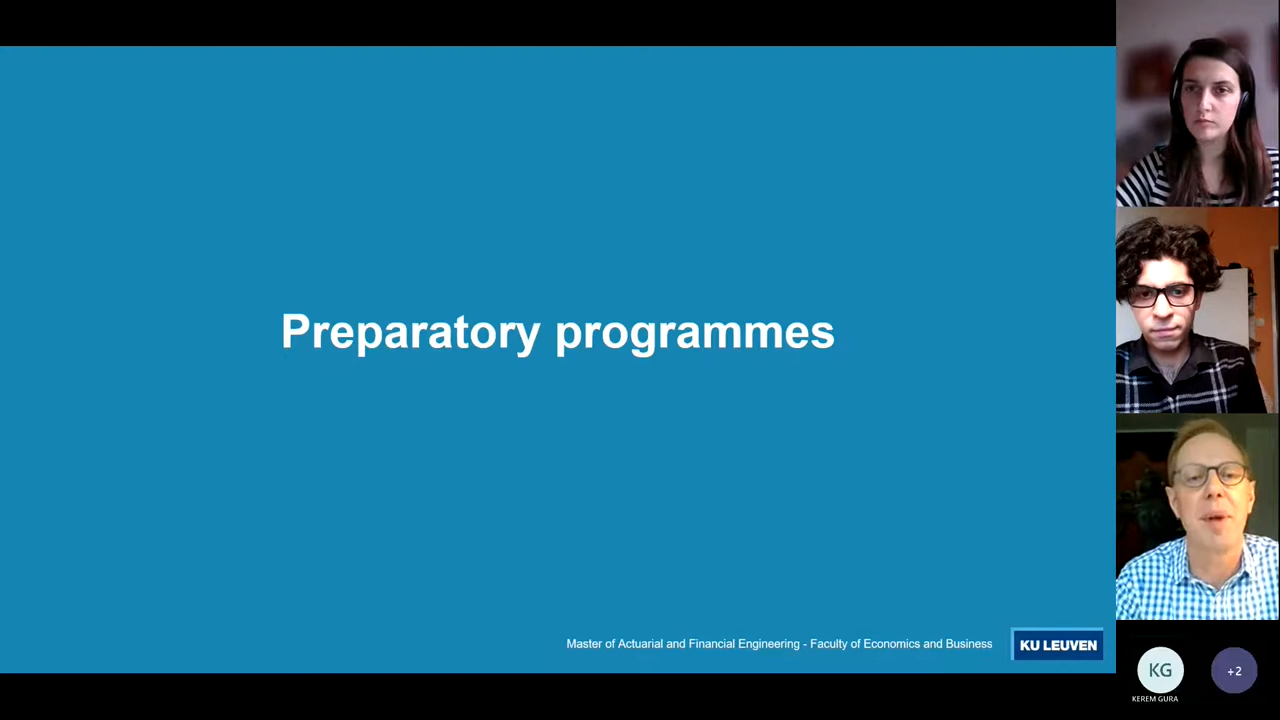 Preparatory programmes
Master of Actuarial and Financial Engineering - Faculty of Economics and Business
KU LEUVEN
KG
+2
KEREM GURA